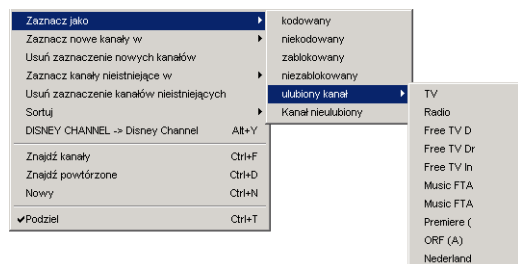 Zaznacz jako
Zaznacz nowe kanały w
Usuń zaznaczenie nowych kanałów
Zaznacz kanały nieistniejące w
Usuń zaznaczenie kanałów nieistniejących
Sortuj
DISNEY CHANNEL -> Disney Channel Alt+Y
Znajdź kanały Ctrl+F
Znajdź powtórzone Ctrl+D
Nowy Ctrl+N
Podziel Ctrl+T
kodowany
niekodowany
zablokowany
niezablokowany
ulubiony kanał
Kanał nieulubiony
TV
Radio
Free TV D
Free TV Dr
Free TV In
Music FTA
Music FTA
Premiere (
ORF (A)
Nederland